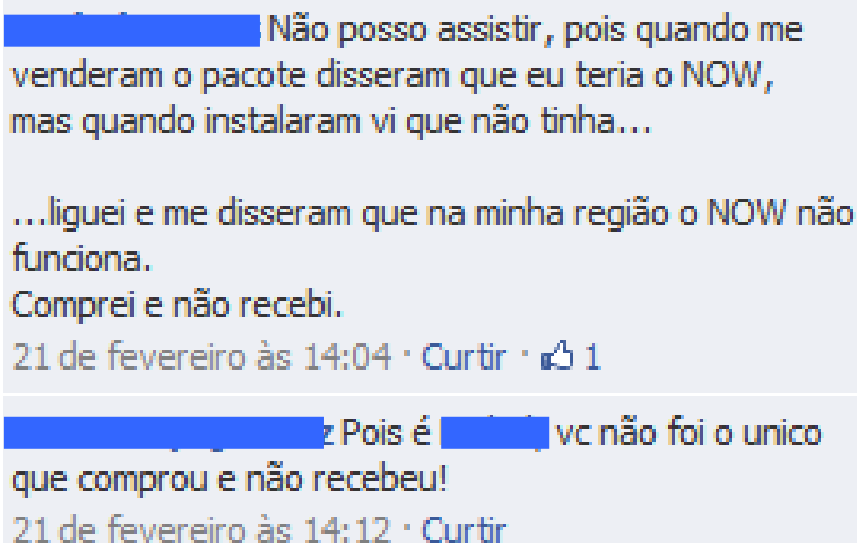 Não posso assistir, pois quando me
venderam o pacote disseram que eu teria o NOW,
mas quando instalaram vi que não tinha...
...liguei e me disseram que na minha região o NOW não
funciona.
Comprei e não recebi.
21 de fevereiro às 14:04 · Curtir · 1
z Pois é vc não foi o unico
que comprou e não recebeu!
21 de fevereiro às 14:12 · Curtir